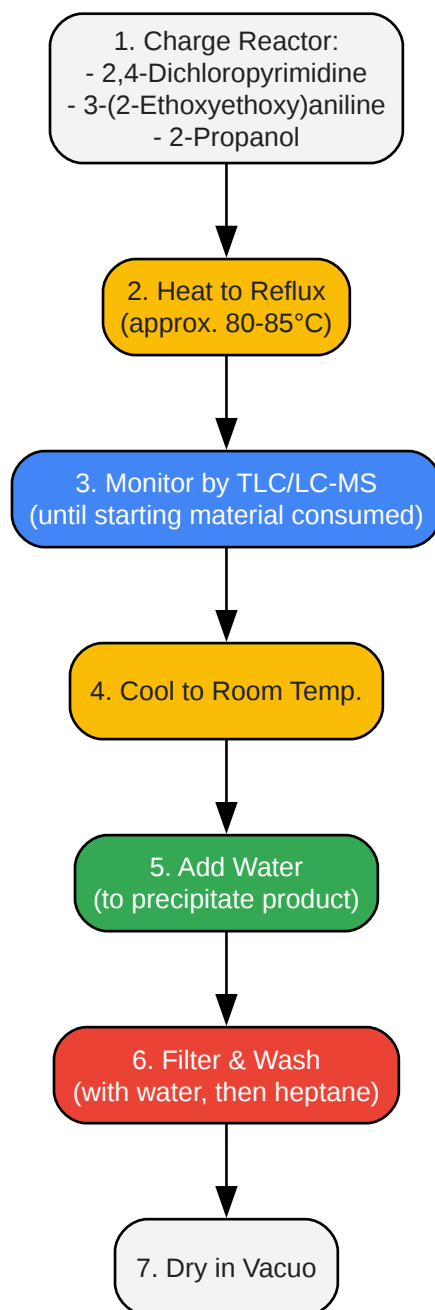 1. Charge Reactor:
- 2,4-Dichloropyrimidine
- 3-(2-Ethoxyethoxy)aniline
- 2-Propanol
2. Heat to Reflux
(approx. 80-85°C)
3. Monitor by TLC/LC-MS
(until starting material consumed)
4. Cool to Room Temp.
5. Add Water
(to precipitate product)
6. Filter & Wash
(with water, then heptane)
7. Dry in Vacuo